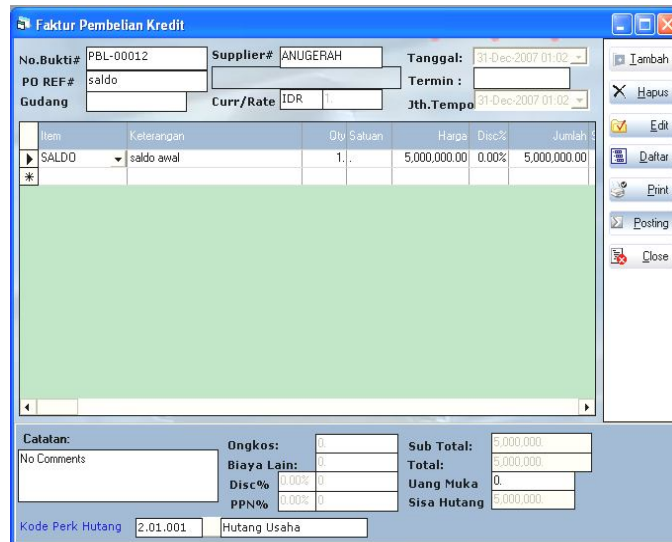 Faktur Pembelian Kredit
No.Bukti# PBL-00012 Supplier# ANUGERAH Tanggal: 31-Dec-2007 01:02
PO REF# saldo Termin :
Gudang Curr/Rate IDR 1. Jth.Tempo 31-Dec-2007 01:02
Item Keterangan Qty Satuan Harga Disc% Jumlah S
SALDO saldo awal 1. . 5,000,000.00 0.00% 5,000,000.00
Tambah
Hapus
Edit
Daftar
Print
Posting
Close
Catatan:
No Comments
Ongkos: 0.
Biaya Lain: 0.
Disc% 0.00% 0
PPN% 0.00% 0
Sub Total: 5,000,000.
Total: 5,000,000.
Uang Muka 0.
Sisa Hutang 5,000,000.
Kode Perk Hutang 2.01.001 Hutang Usaha